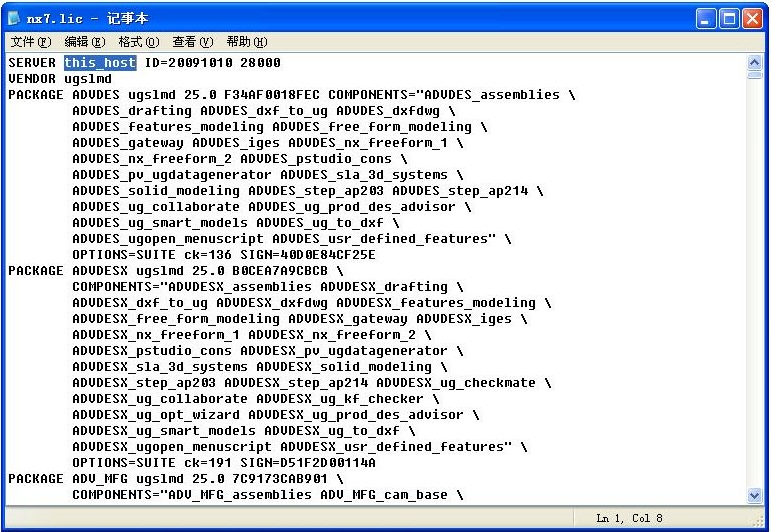 nx7.lic - 记事本
文件(F) 编辑(E) 格式(O) 查看(V) 帮助(H)
SERVER this_host ID=20091010 28000
VENDOR ugslmd
PACKAGE ADVDES ugslmd 25.0 F34AF0018FEC COMPONENTS="ADVDES_assemblies \
ADVDES_drafting ADVDES_dxf_to_ug ADVDES_dxfdwg \
ADVDES_features_modeling ADVDES_free_form_modeling \
ADVDES_gateway ADVDES_iges ADVDES_nx_freeform_1 \
ADVDES_nx_freeform_2 ADVDES_pstudio_cons \
ADVDES_pv_ugdatagenerator ADVDES_sla_3d_systems \
ADVDES_solid_modeling ADVDES_step_ap203 ADVDES_step_ap214 \
ADVDES_ug_collaborate ADVDES_ug_prod_des_advisor \
ADVDES_ug_smart_models ADVDES_ug_to_dxf \
ADVDES_ugopen_menuscript ADVDES_usr_defined_features" \
OPTIONS=SUITE ck=136 SIGN=40D0E84CF25E
PACKAGE ADVDESX ugslmd 25.0 B0CEA7A9CBCB \
COMPONENTS="ADVDESX_assemblies ADVDESX_drafting \
ADVDESX_dxf_to_ug ADVDESX_dxfdwg ADVDESX_features_modeling \
ADVDESX_free_form_modeling ADVDESX_gateway ADVDESX_iges \
ADVDESX_nx_freeform_1 ADVDESX_nx_freeform_2 \
ADVDESX_pstudio_cons ADVDESX_pv_ugdatagenerator \
ADVDESX_sla_3d_systems ADVDESX_solid_modeling \
ADVDESX_step_ap203 ADVDESX_step_ap214 ADVDESX_ug_checkmate \
ADVDESX_ug_collaborate ADVDESX_ug_kf_checker \
ADVDESX_ug_opt_wizard ADVDESX_ug_prod_des_advisor \
ADVDESX_ug_smart_models ADVDESX_ug_to_dxf \
ADVDESX_ugopen_menuscript ADVDESX_usr_defined_features" \
OPTIONS=SUITE ck=191 SIGN=D51F2D00114A
PACKAGE ADV_MFG ugslmd 25.0 7C9173CAB901 \
COMPONENTS="ADV_MFG_assemblies ADV_MFG_cam_base \
Ln 1, Col 8